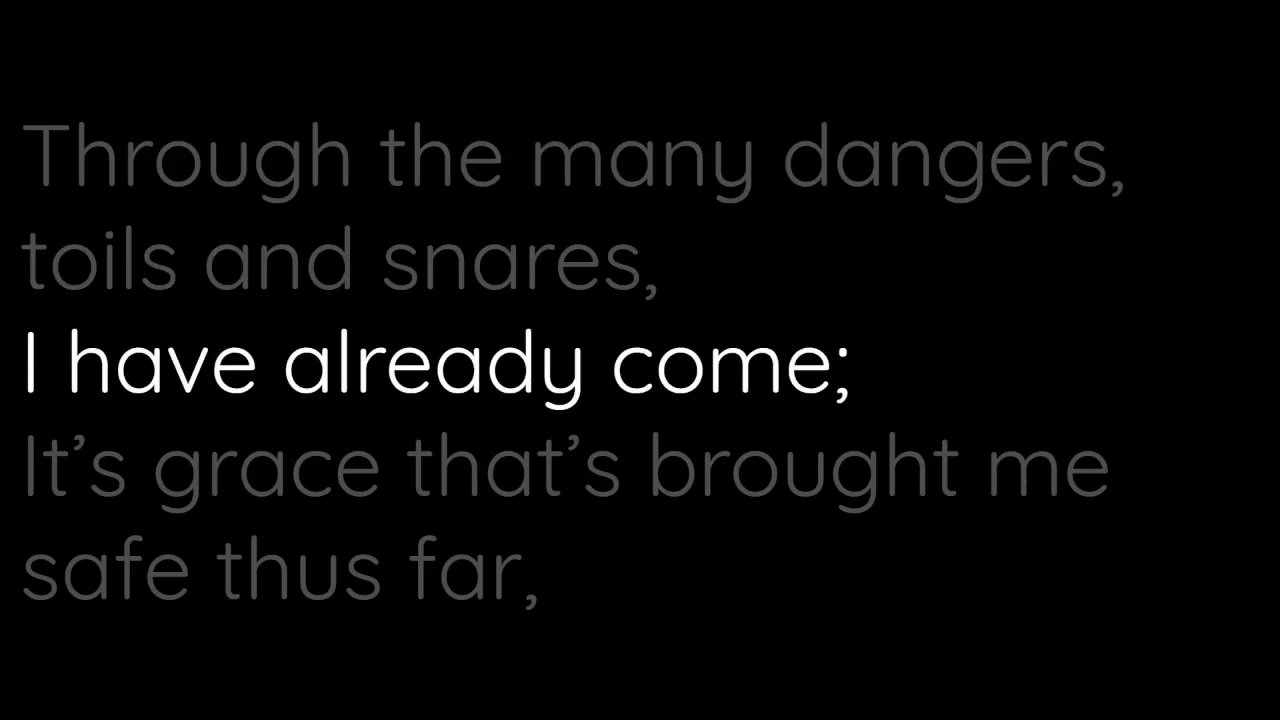 Through the many dangers,
toils and snares,
I have already come;
It’s grace that’s brought me
safe thus far,